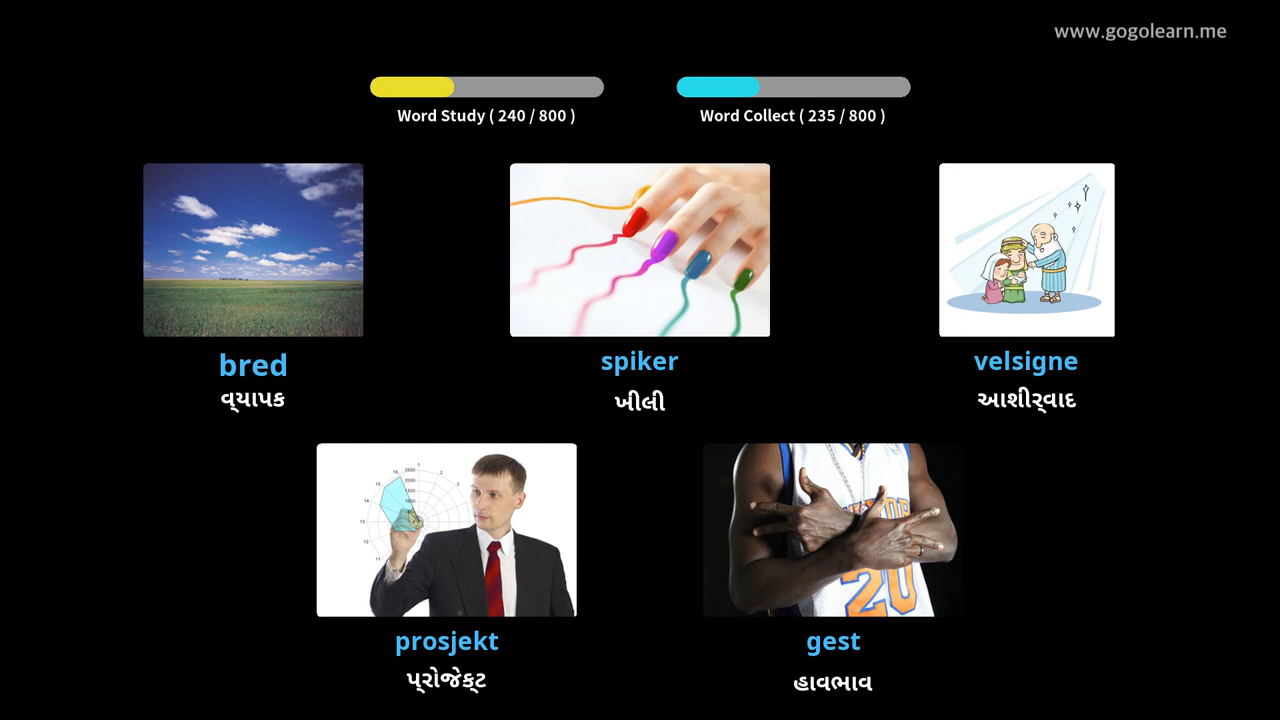 www.gogolearn.me
Word Study ( 240 / 800 )
Word Collect ( 235 / 800 )
bred
વ્યાપક
spiker
ખીલી
velsigne
આશીર્વાદ
prosjekt
પ્રોજેક્ટ
gest
હાવભાવ
20